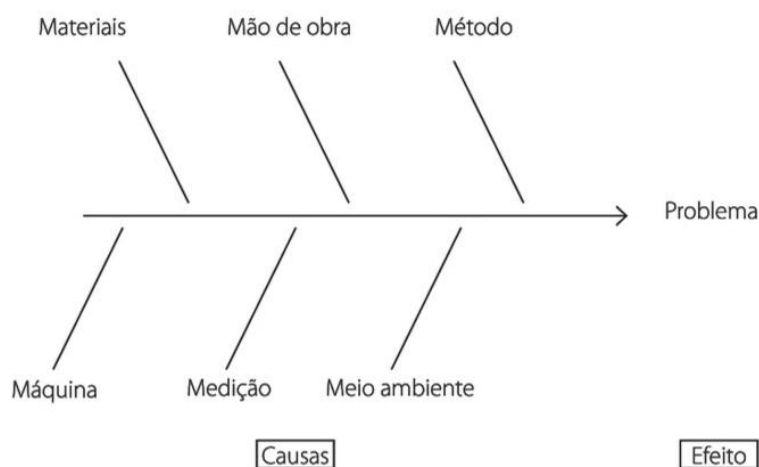 Materiais
Mão de obra
Método
Problema
Máquina
Medição
Meio ambiente
Causas
Efeito